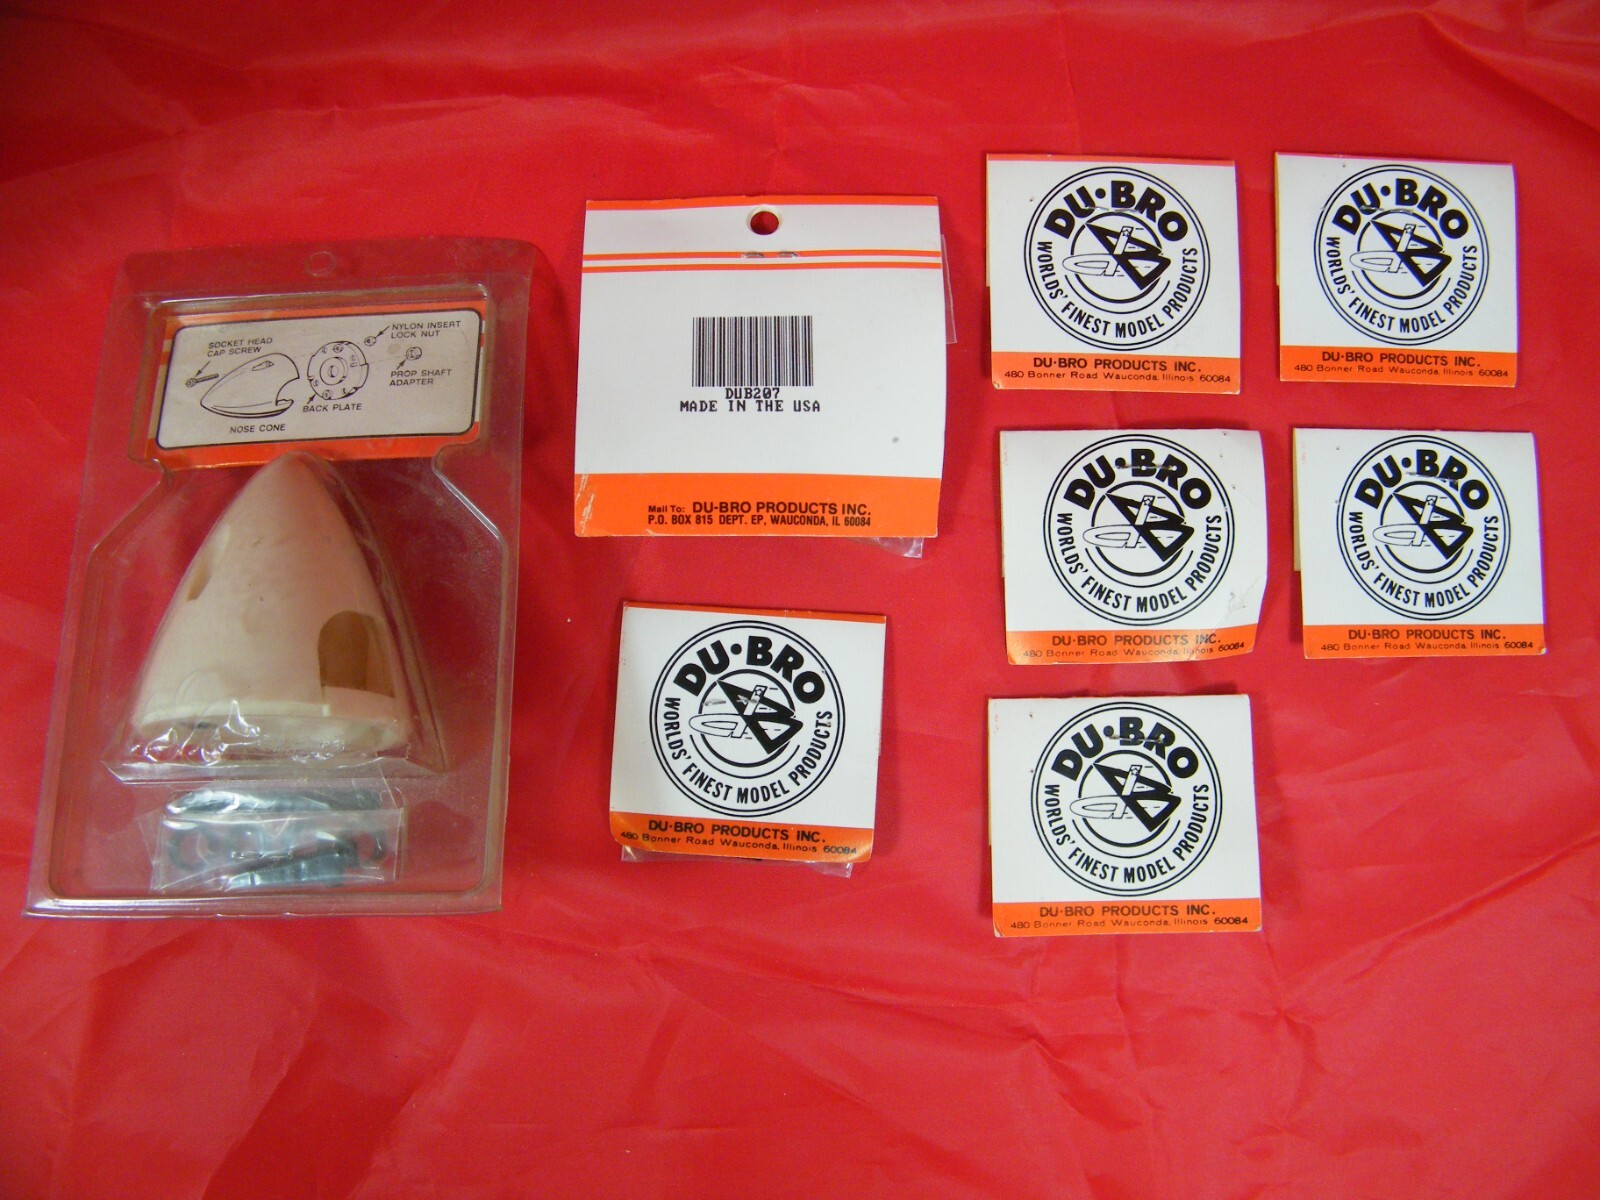 SOCKET HEAD
CAP SCREW
NYLON INSERT
LOCK NUT
PROP SHAFT
ADAPTER
BACK PLATE
NOSE CONE
DUB207
MADE IN THE USA
Mail To: DU-BRO PRODUCTS INC.
P.O. BOX 815 DEPT. EP, WAUCONDA, IL 60084
DU·BRO
WORLDS' FINEST MODEL PRODUCTS
DU·BRO PRODUCTS INC.
480 Bonner Road Wauconda, Illinois 60084
DU·BRO
WORLDS' FINEST MODEL PRODUCTS
DU·BRO PRODUCTS INC.
480 Bonner Road Wauconda, Illinois 60084
DU·BRO
WORLDS' FINEST MODEL PRODUCTS
DU·BRO PRODUCTS INC.
480 Bonner Road Wauconda, Illinois 60084
DU·BRO
WORLDS' FINEST MODEL PRODUCTS
DU·BRO PRODUCTS INC.
480 Bonner Road Wauconda, Illinois 60084
DU·BRO
WORLDS' FINEST MODEL PRODUCTS
DU·BRO PRODUCTS INC.
480 Bonner Road Wauconda, Illinois 60084
DU·BRO
WORLDS' FINEST MODEL PRODUCTS
DU·BRO PRODUCTS INC.
480 Bonner Road Wauconda, Illinois 60084